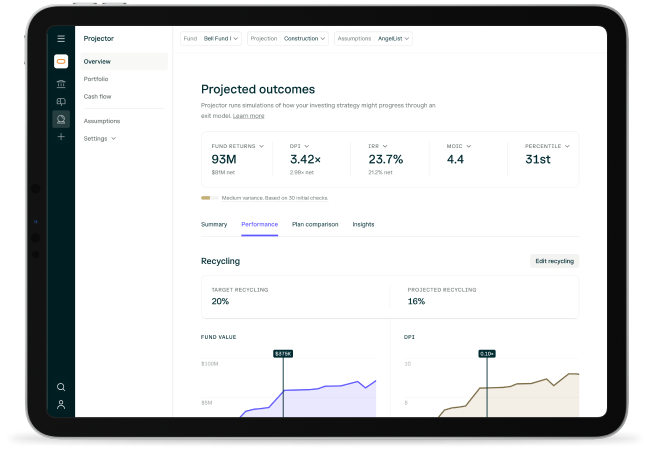 Projector
Fund Bell Fund I
Projection Construction
Assumptions AngelList
Overview
Portfolio
Cash flow
Assumptions
Settings
Projected outcomes
Projector runs simulations of how your investing strategy might progress through an
exit model. Learn more
FUND RETURNS
93M
$81M net
DPI
3.42×
2.99× net
IRR
23.7%
21.2% net
MOIC
4.4
PERCENTILE
31st
Medium variance. Based on 30 initial checks.
Summary
Performance
Plan comparison
Insights
Recycling
Edit recycling
TARGET RECYCLING
20%
PROJECTED RECYCLING
16%
FUND VALUE
$375K
$100M
$5M
DPI
0.10×
10
5